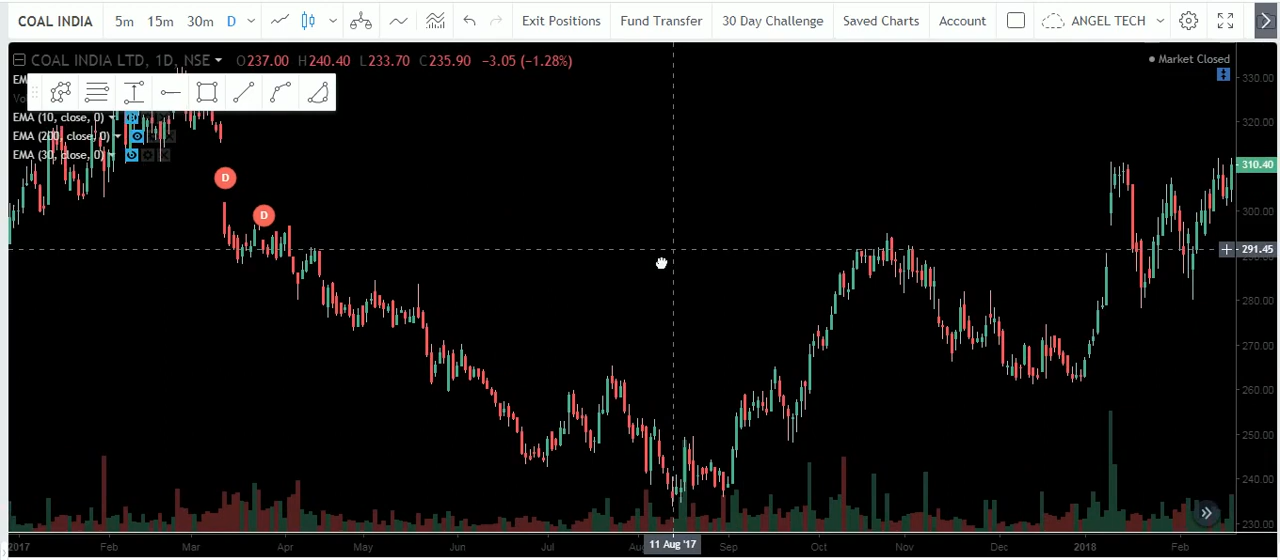 COAL INDIA 5m 15m 30m D Exit Positions Fund Transfer 30 Day Challenge Saved Charts Account ANGEL TECH
COAL INDIA LTD, 1D, NSE O237.00 H240.40 L233.70 C235.90 −3.05 (−1.28%) Market Closed
EM
Vo
EMA (10, close, 0)
EMA (200, close, 0)
EMA (30, close, 0)
D
D
330.00
320.00
310.40
300.00
291.45
280.00
270.00
260.00
250.00
240.00
230.00
2017 Feb Mar Apr May Jun Jul Au 11 Aug '17 Sep Oct Nov Dec 2018 Feb